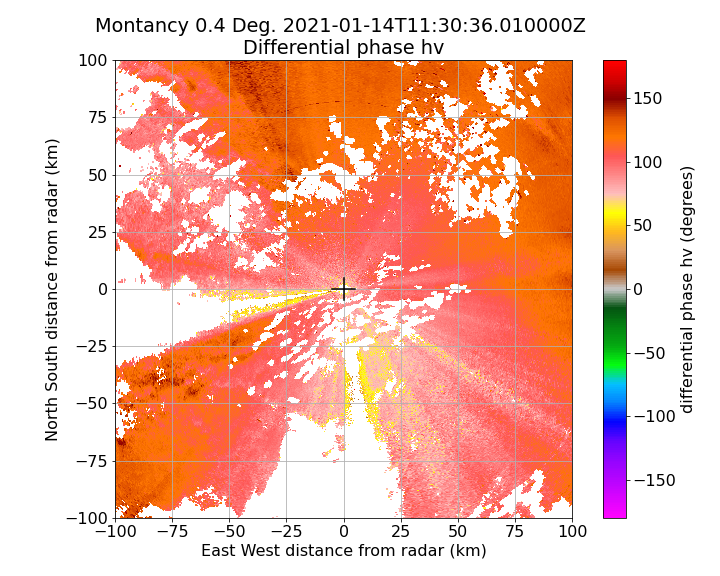 Montancy 0.4 Deg. 2021-01-14T11:30:36.010000Z
Differential phase hv
100
75
50
25
0
−25
−50
−75
−100
−100 −75 −50 −25 0 25 50 75 100
North South distance from radar (km)
East West distance from radar (km)
150
100
50
0
−50
−100
−150
differential phase hv (degrees)